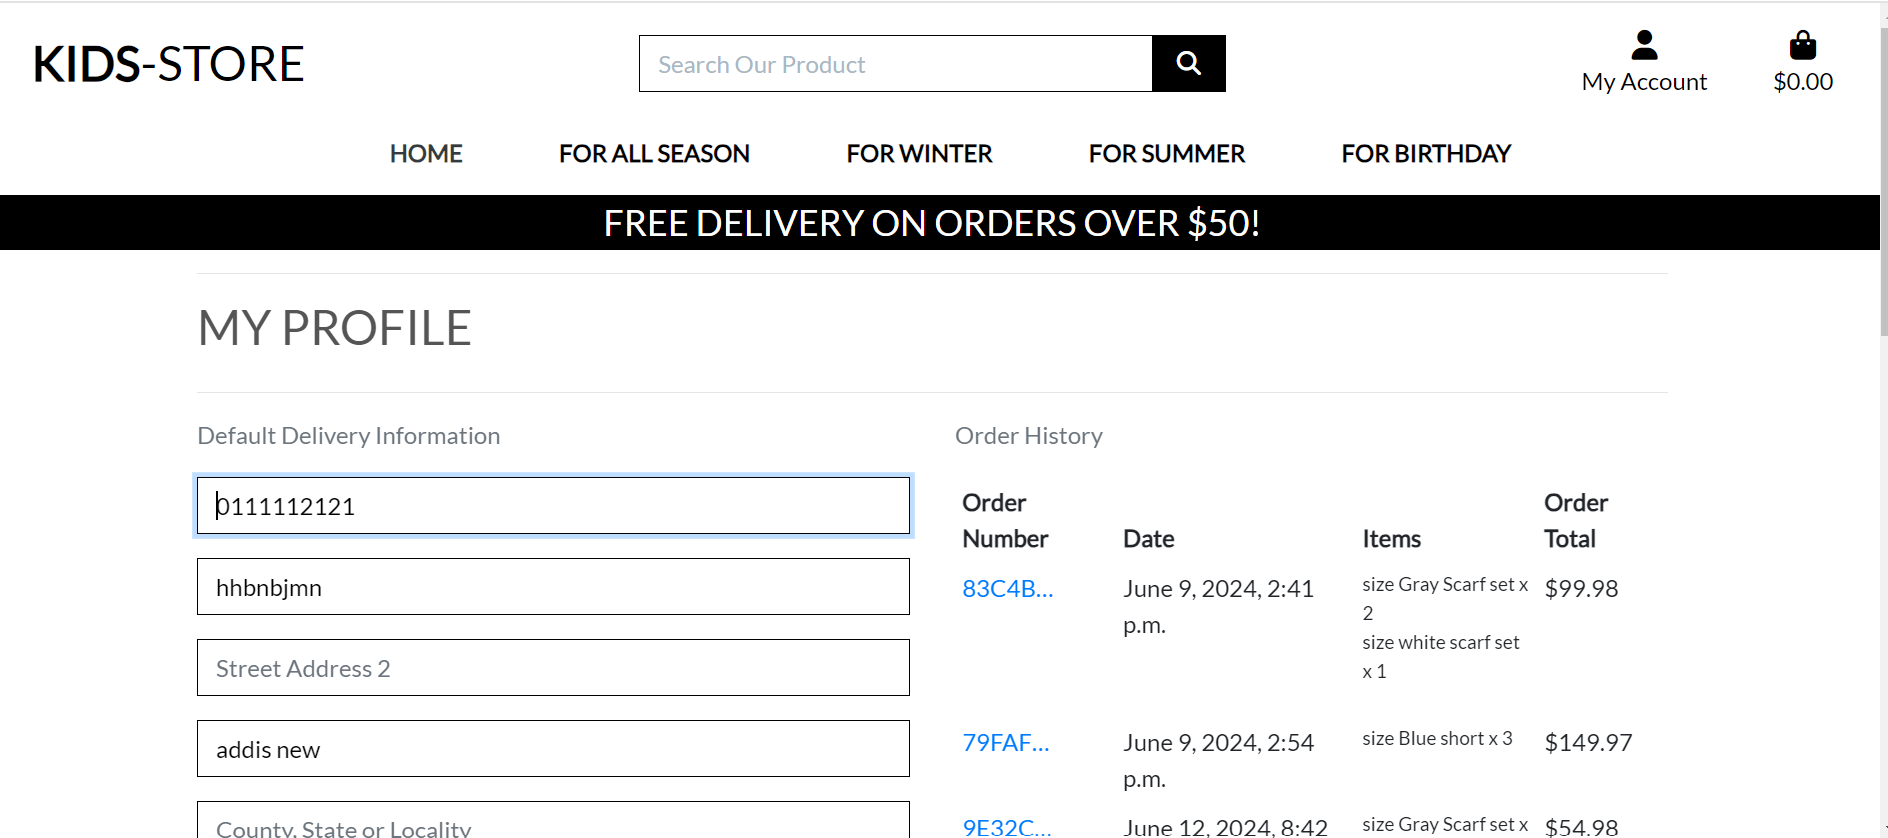 KIDS-STORE
Search Our Product
My Account
$0.00
HOME
FOR ALL SEASON
FOR WINTER
FOR SUMMER
FOR BIRTHDAY
FREE DELIVERY ON ORDERS OVER $50!
MY PROFILE
Default Delivery Information
0111112121
hhbnbjmn
Street Address 2
addis new
County, State or Locality
Order History
Order
Number
Date
Items
Order
Total
83C4B...
June 9, 2024, 2:41
p.m.
size Gray Scarf set x
2
size white scarf set
x 1
$99.98
79FAF...
June 9, 2024, 2:54
p.m.
size Blue short x 3
$149.97
9E32C...
June 12, 2024, 8:42
size Gray Scarf set x
$54.98